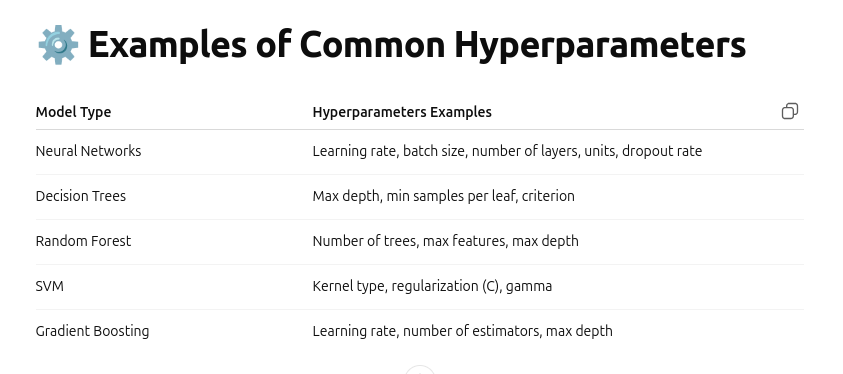 ⚙️ Examples of Common Hyperparameters
Model Type Hyperparameters Examples
Neural Networks Learning rate, batch size, number of layers, units, dropout rate
Decision Trees Max depth, min samples per leaf, criterion
Random Forest Number of trees, max features, max depth
SVM Kernel type, regularization (C), gamma
Gradient Boosting Learning rate, number of estimators, max depth